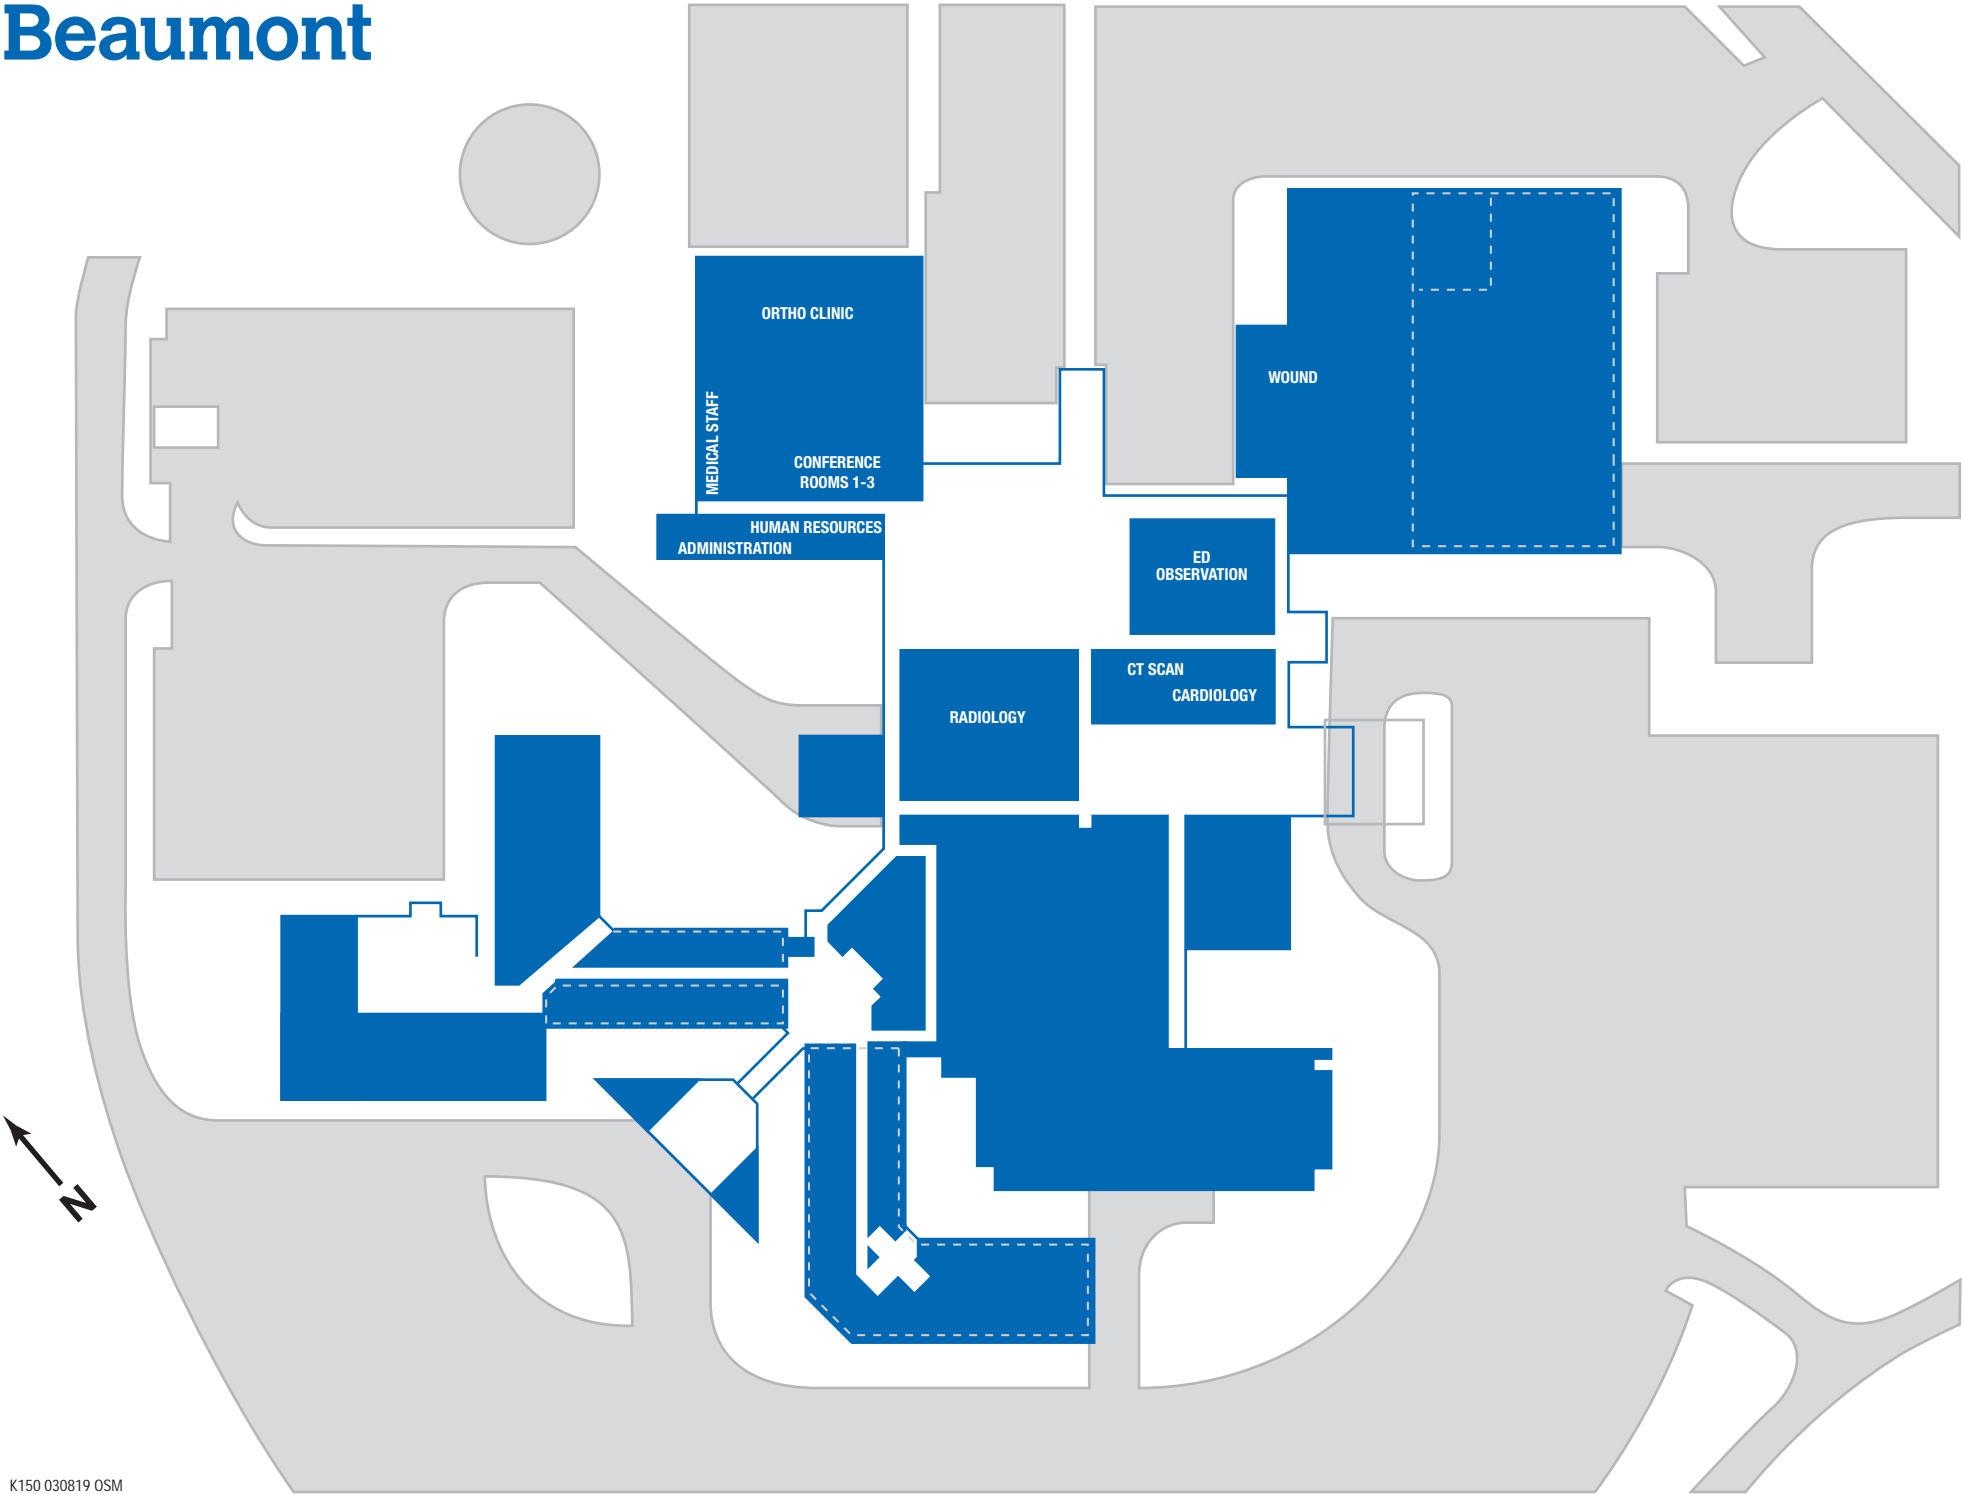 Beaumont
ORTHO CLINIC
WOUND
MEDICAL STAFF
CONFERENCE
ROOMS 1-3
HUMAN RESOURCES
ADMINISTRATION
ED
OBSERVATION
CT SCAN
CARDIOLOGY
RADIOLOGY
N
K150 030819 OSM